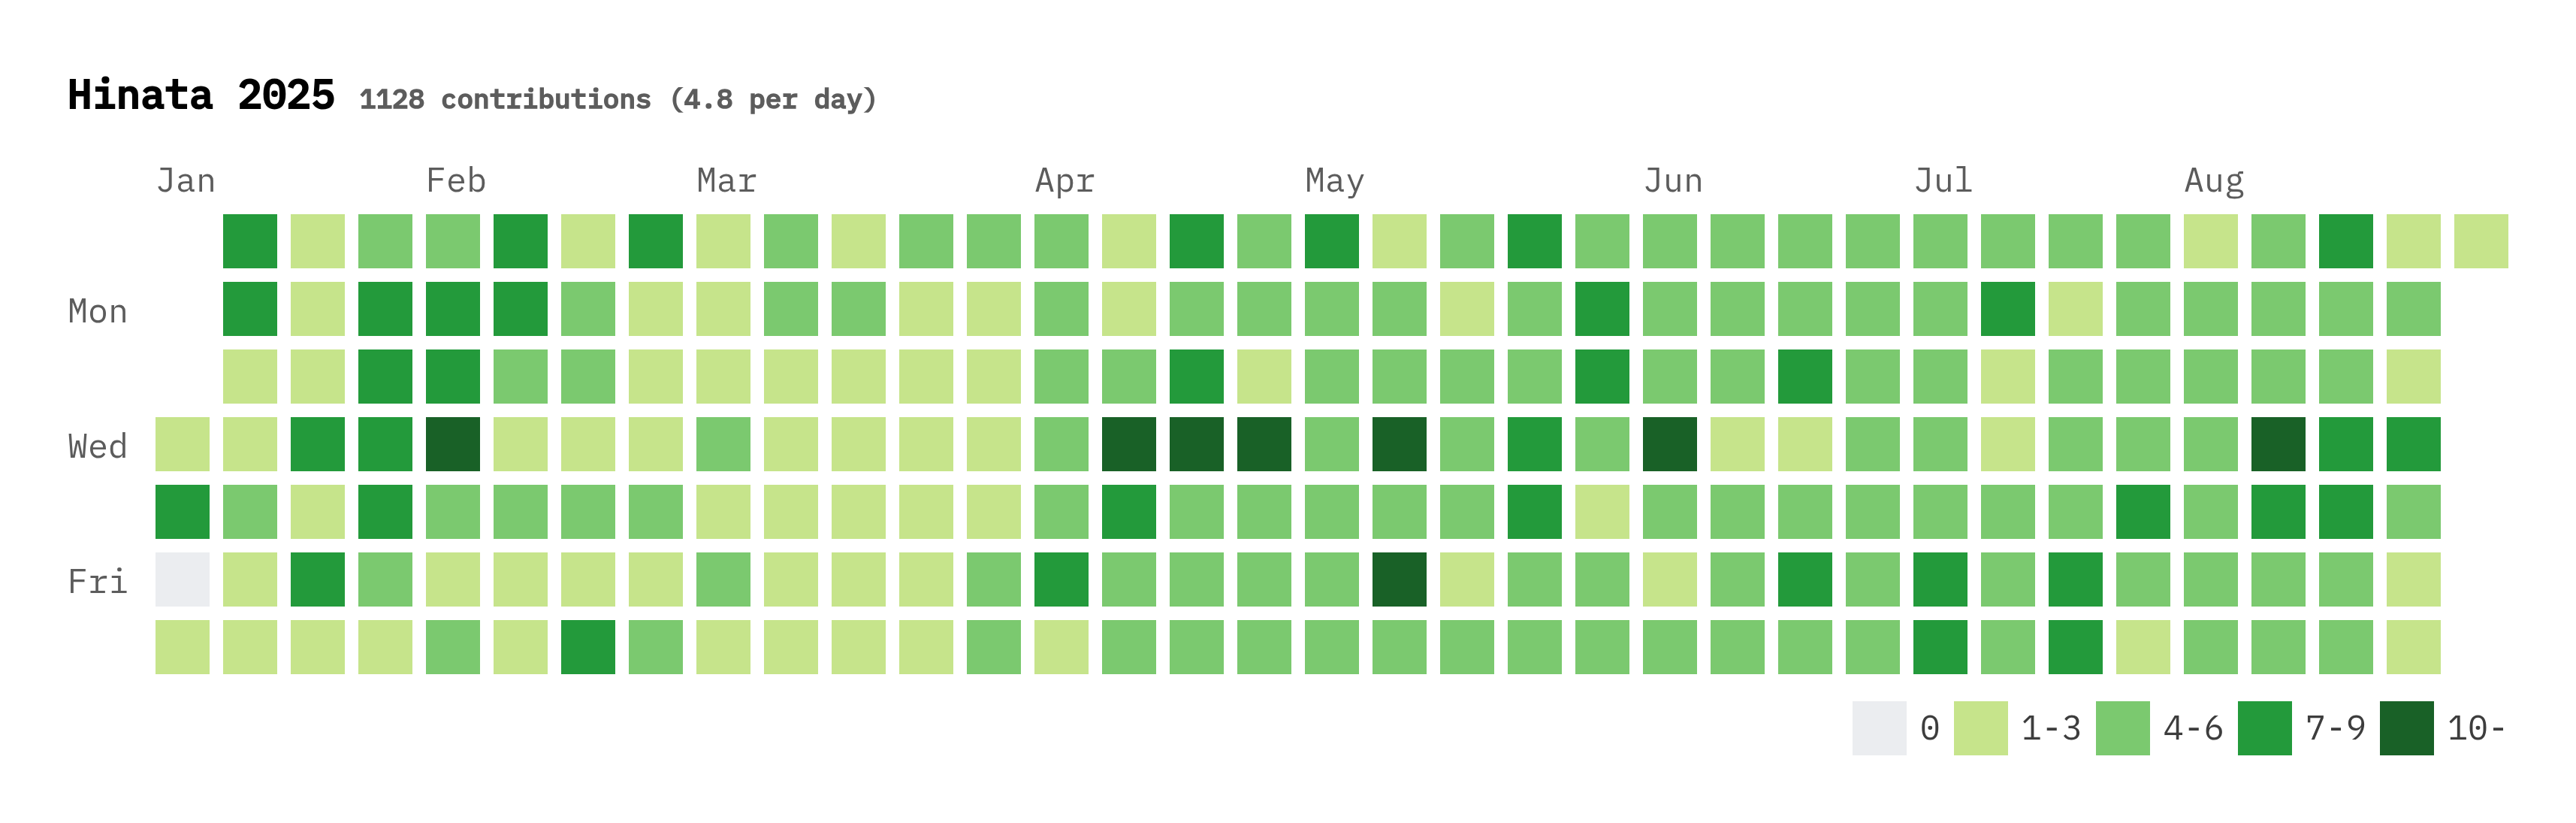 Hinata 2025 1128 contributions (4.8 per day)
Jan Feb Mar Apr May Jun Jul Aug
Mon
Wed
Fri
0 1-3 4-6 7-9 10-